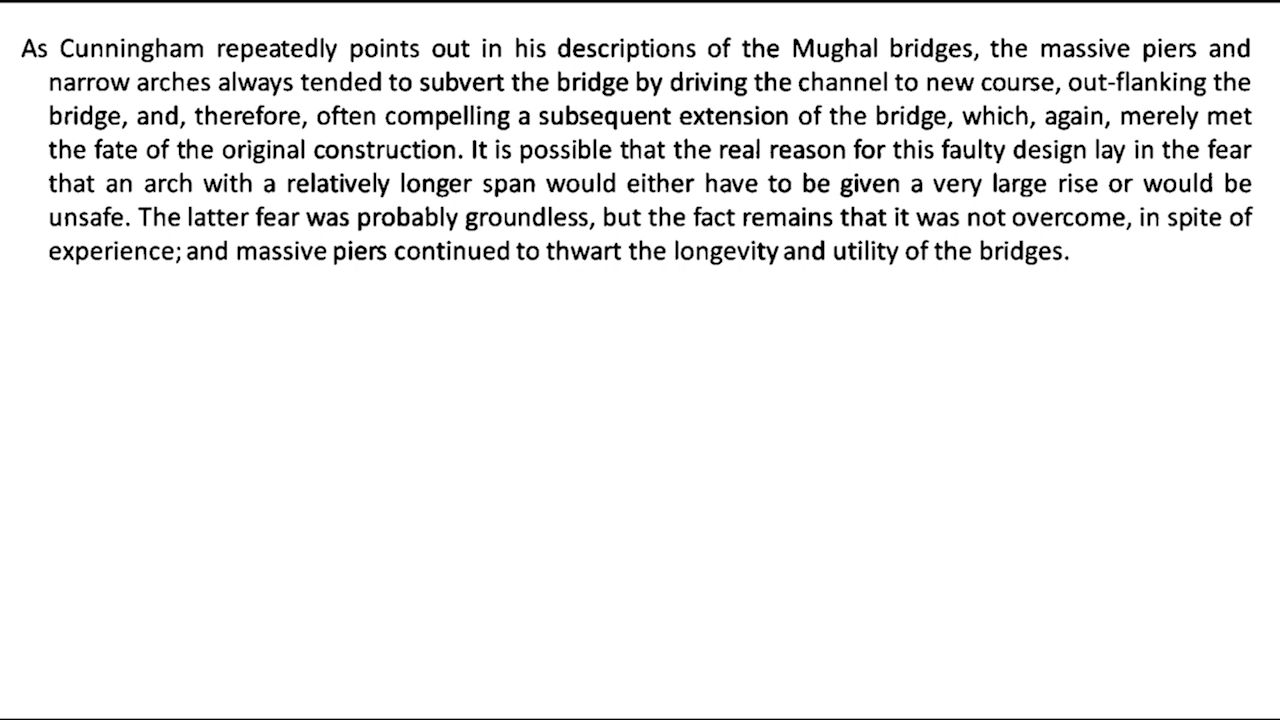 As Cunningham repeatedly points out in his descriptions of the Mughal bridges, the massive piers and
narrow arches always tended to subvert the bridge by driving the channel to new course, out-flanking the
bridge, and, therefore, often compelling a subsequent extension of the bridge, which, again, merely met
the fate of the original construction. It is possible that the real reason for this faulty design lay in the fear
that an arch with a relatively longer span would either have to be given a very large rise or would be
unsafe. The latter fear was probably groundless, but the fact remains that it was not overcome, in spite of
experience; and massive piers continued to thwart the longevity and utility of the bridges.